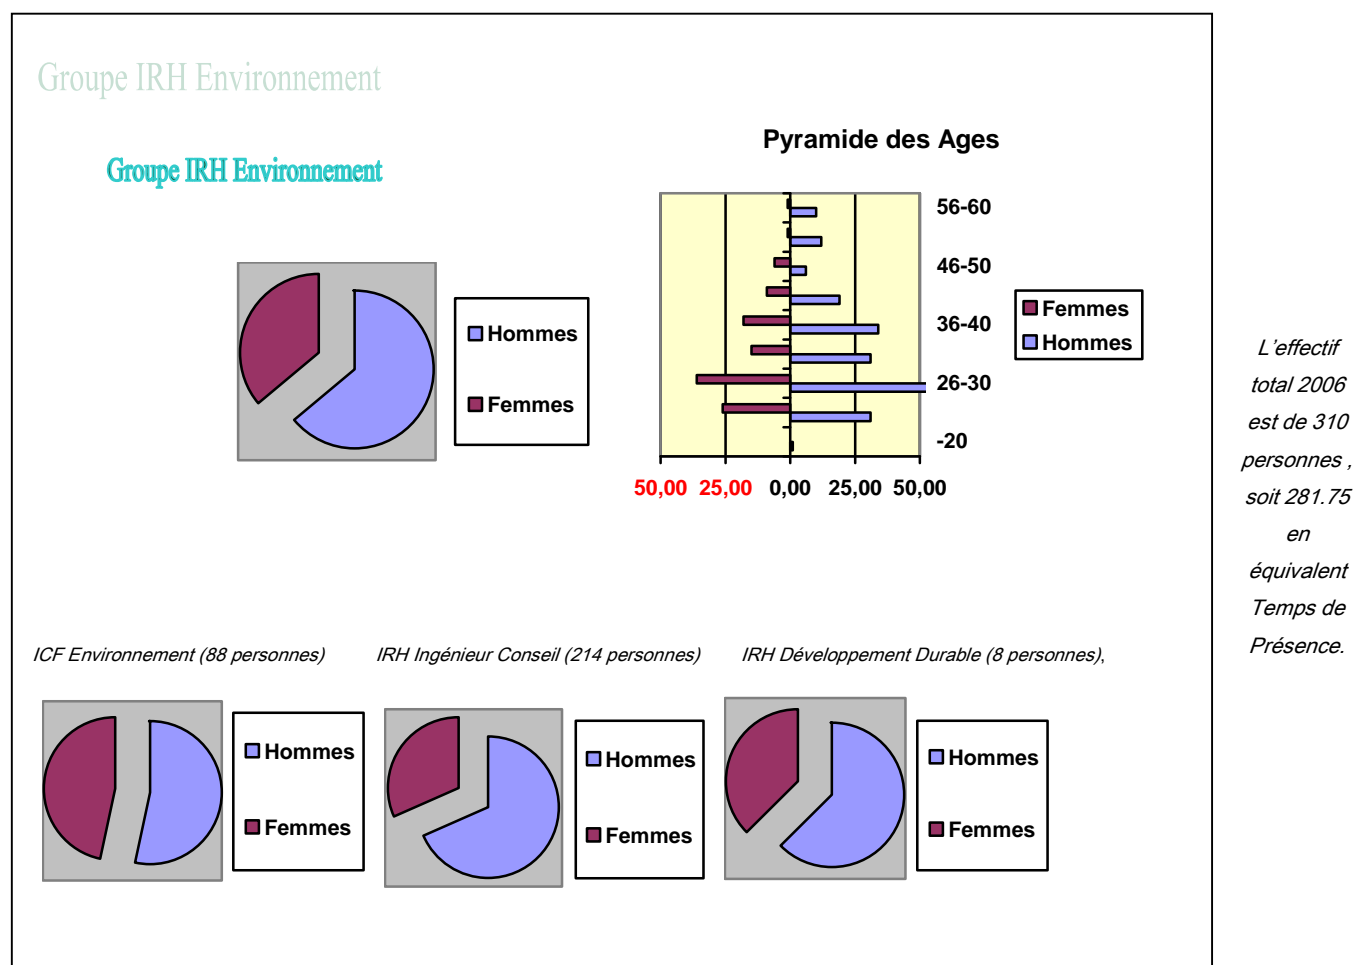 Groupe IRH Environnement
Groupe IRH Environnement
Hommes
Femmes
Pyramide des Ages
56-60
46-50
36-40
26-30
-20
50,00 25,00 0,00 25,00 50,00
Femmes
Hommes
L'effectif
total 2006
est de 310
personnes ,
soit 281.75
en
équivalent
Temps de
Présence.
ICF Environnement (88 personnes)
IRH Ingénieur Conseil (214 personnes)
IRH Développement Durable (8 personnes),
Hommes
Femmes
Hommes
Femmes
Hommes
Femmes